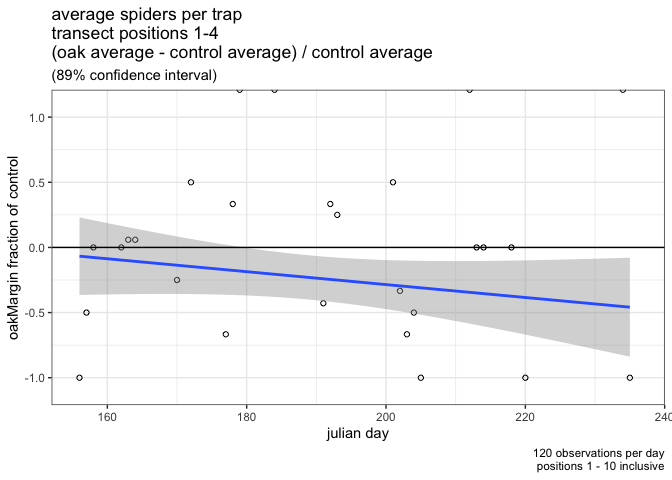 average spiders per trap
transect positions 1-4
(oak average - control average) / control average
(89% confidence interval)
oakMargin fraction of control
1.0
0.5
0.0
-0.5
-1.0
160
180
200
220
240
julian day
120 observations per day
positions 1 - 10 inclusive